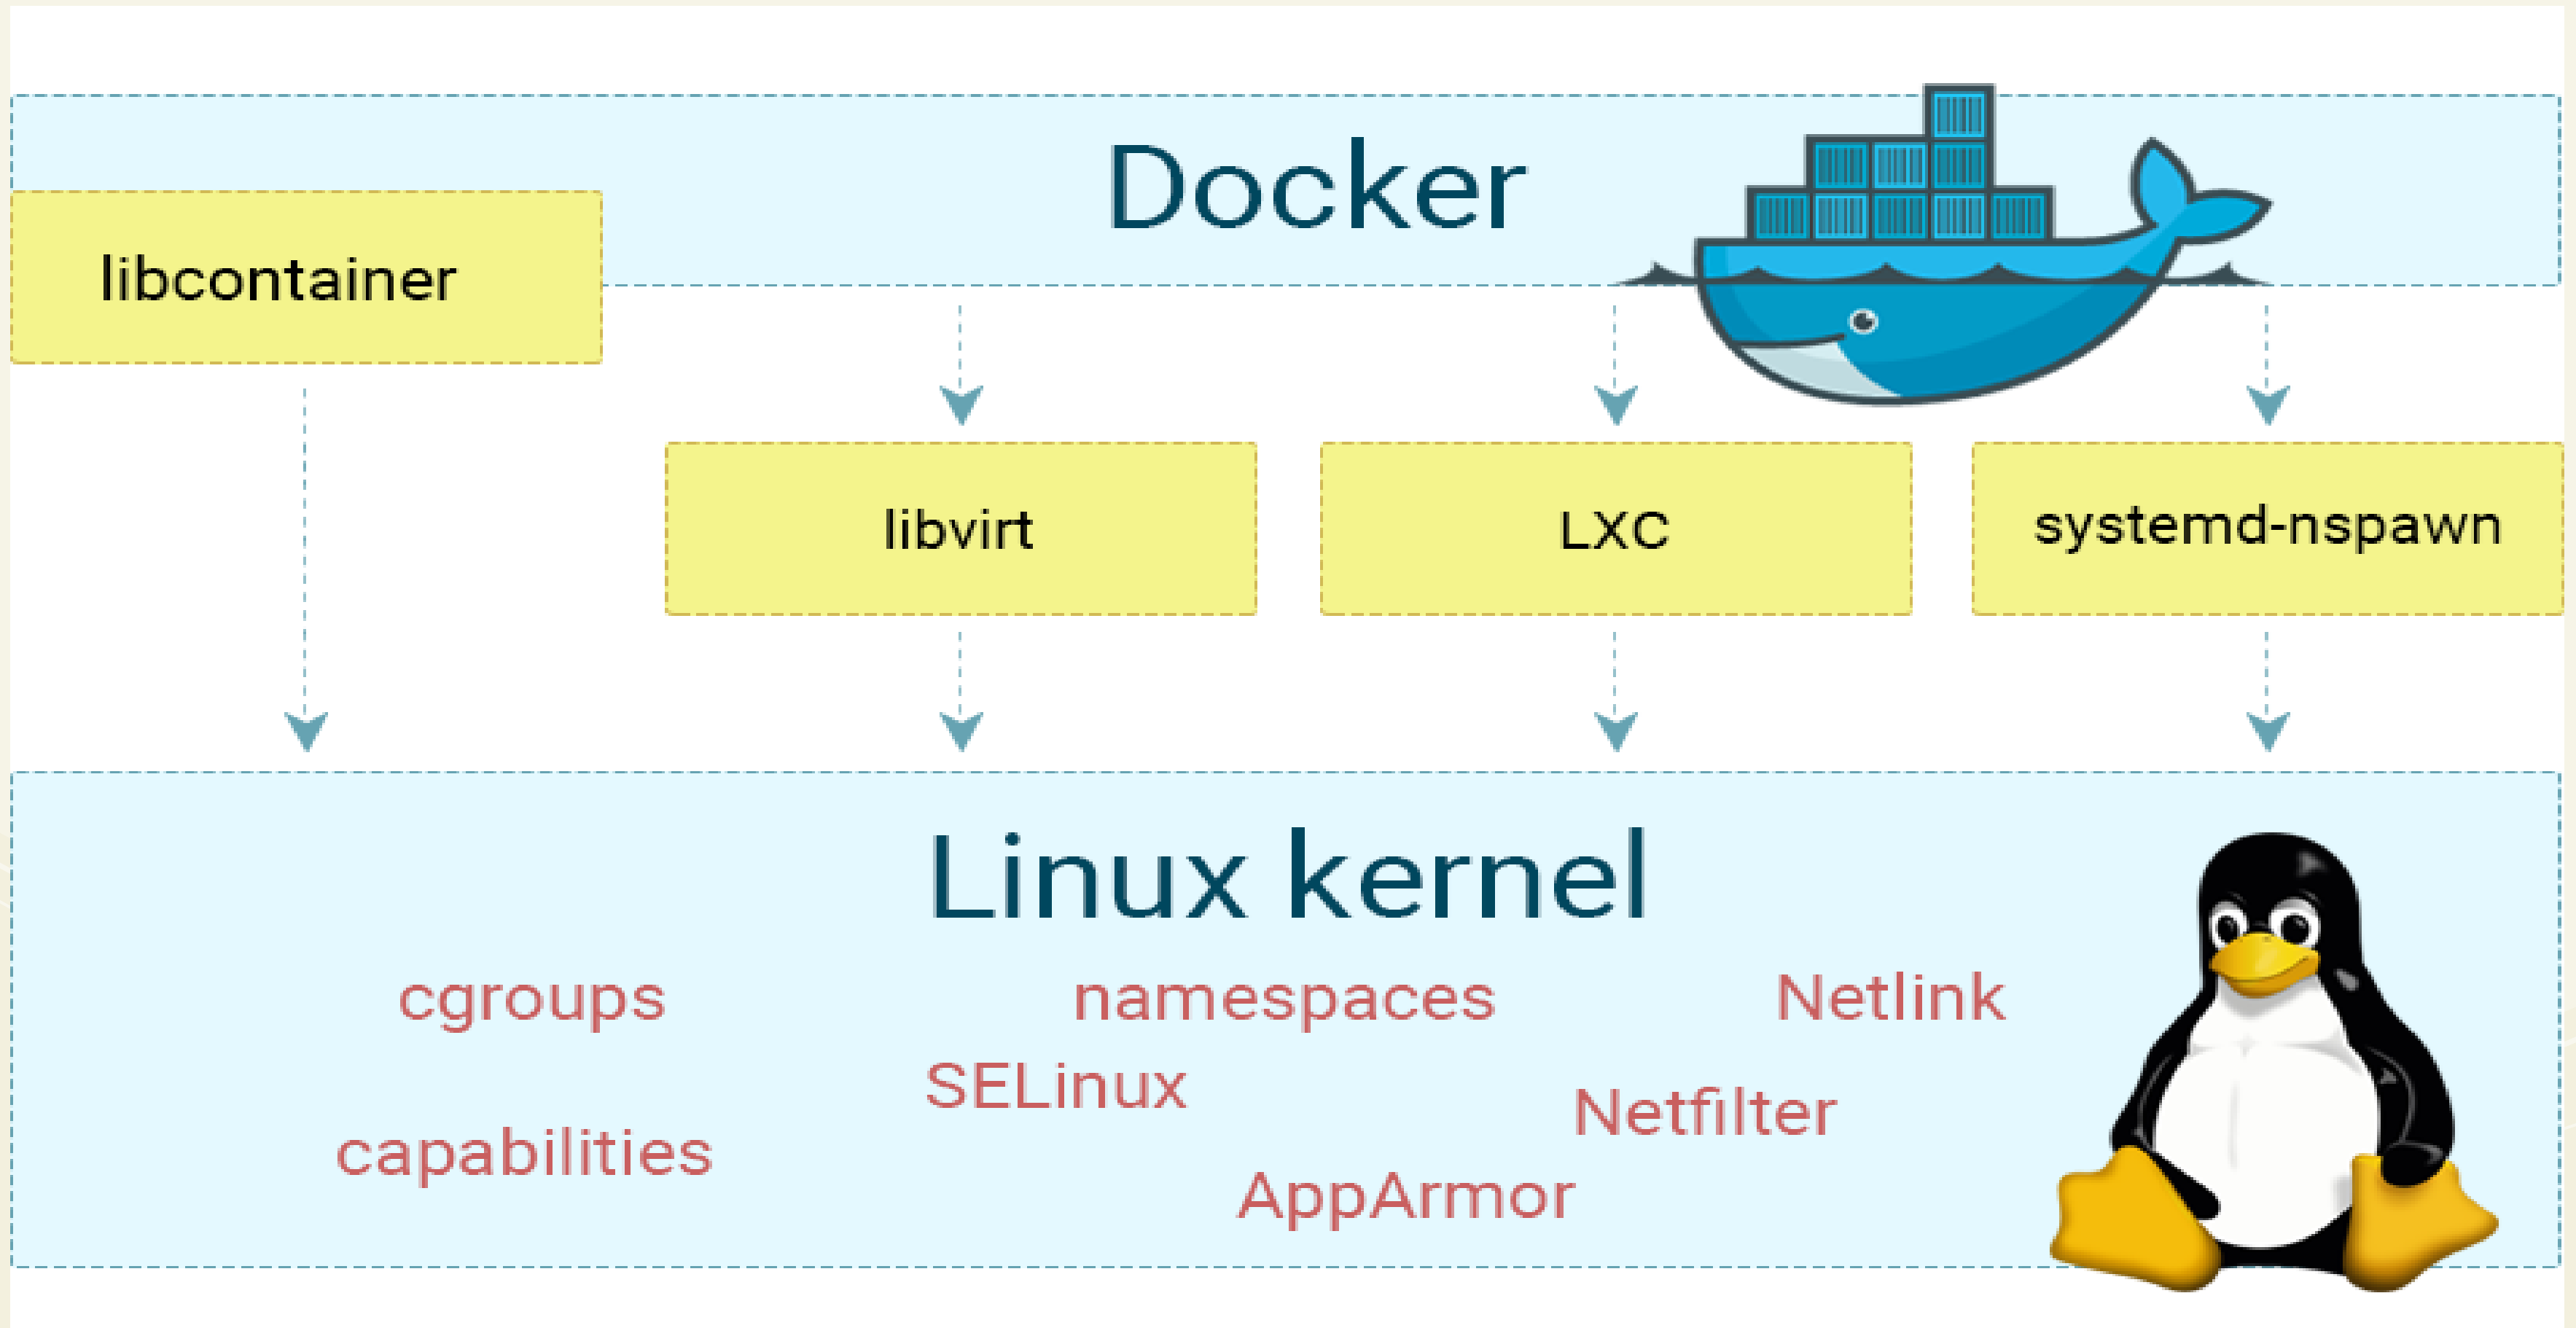 Docker
libcontainer
libvirt
LXC
systemd-nspawn
Linux kernel
cgroups
namespaces
Netlink
SELinux
Netfilter
capabilities
AppArmor